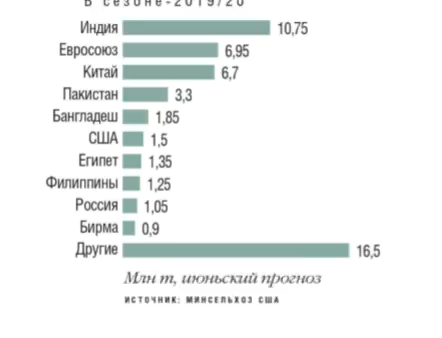 в сезоне-2019/20
Индия 10,75
Евросоюз 6,95
Китай 6,7
Пакистан 3,3
Бангладеш 1,85
США 1,5
Египет 1,35
Филиппины 1,25
Россия 1,05
Бирма 0,9
Другие 16,5
Млн т, июньский прогноз
ИСТОЧНИК: МИНСЕЛЬХОЗ США